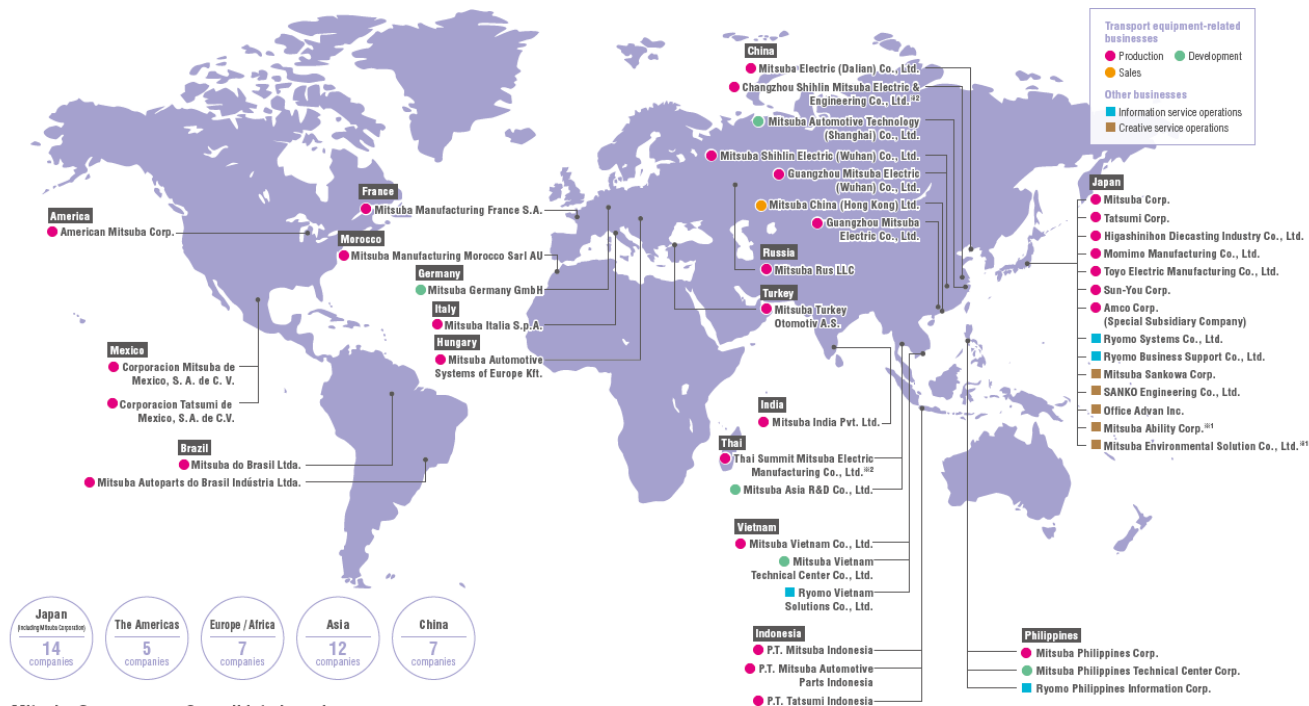 Transport equipment-related
businesses
Production
Development
Sales
Other businesses
Information service operations
Creative service operations
China
Mitsuba Electric (Dalian) Co., Ltd.
Changzhou Shihlin Mitsuba Electric &
Engineering Co., Ltd.※2
Mitsuba Automotive Technology
(Shanghai) Co., Ltd.
Mitsuba Shihlin Electric (Wuhan) Co., Ltd.
Guangzhou Mitsuba Electric
(Wuhan) Co., Ltd.
Mitsuba China (Hong Kong) Ltd.
Guangzhou Mitsuba
Electric Co., Ltd.
France
Mitsuba Manufacturing France S.A.
America
American Mitsuba Corp.
Morocco
Mitsuba Manufacturing Morocco Sarl AU
Germany
Mitsuba Germany GmbH
Italy
Mitsuba Italia S.p.A.
Hungary
Mitsuba Automotive
Systems of Europe Kft.
Russia
Mitsuba Rus LLC
Turkey
Mitsuba Turkey
Otomotiv A.S.
Japan
Mitsuba Corp.
Tatsumi Corp.
Higashinihon Diecasting Industry Co., Ltd.
Momimo Manufacturing Co., Ltd.
Toyo Electric Manufacturing Co., Ltd.
Sun-You Corp.
Amco Corp.
(Special Subsidiary Company)
Ryomo Systems Co., Ltd.
Ryomo Business Support Co., Ltd.
Mitsuba Sankowa Corp.
SANKO Engineering Co., Ltd.
Office Advan Inc.
Mitsuba Ability Corp.※1
Mitsuba Environmental Solution Co., Ltd.※1
Mexico
Corporacion Mitsuba de
Mexico, S. A. de C. V.
Corporacion Tatsumi de
Mexico, S. A. de C.V.
Brazil
Mitsuba do Brasil Ltda.
Mitsuba Autoparts do Brasil Indústria Ltda.
India
Mitsuba India Pvt. Ltd.
Thai
Thai Summit Mitsuba Electric
Manufacturing Co., Ltd.※2
Mitsuba Asia R&D Co., Ltd.
Vietnam
Mitsuba Vietnam Co., Ltd.
Mitsuba Vietnam
Technical Center Co., Ltd.
Ryomo Vietnam
Solutions Co., Ltd.
Indonesia
P.T. Mitsuba Indonesia
P.T. Mitsuba Automotive
Parts Indonesia
P.T. Tatsumi Indonesia
Philippines
Mitsuba Philippines Corp.
Mitsuba Philippines Technical Center Corp.
Ryomo Philippines Information Corp.
Japan
(Including Mitsuba Corporation)
14
companies
The Americas
5
companies
Europe / Africa
7
companies
Asia
12
companies
China
7
companies